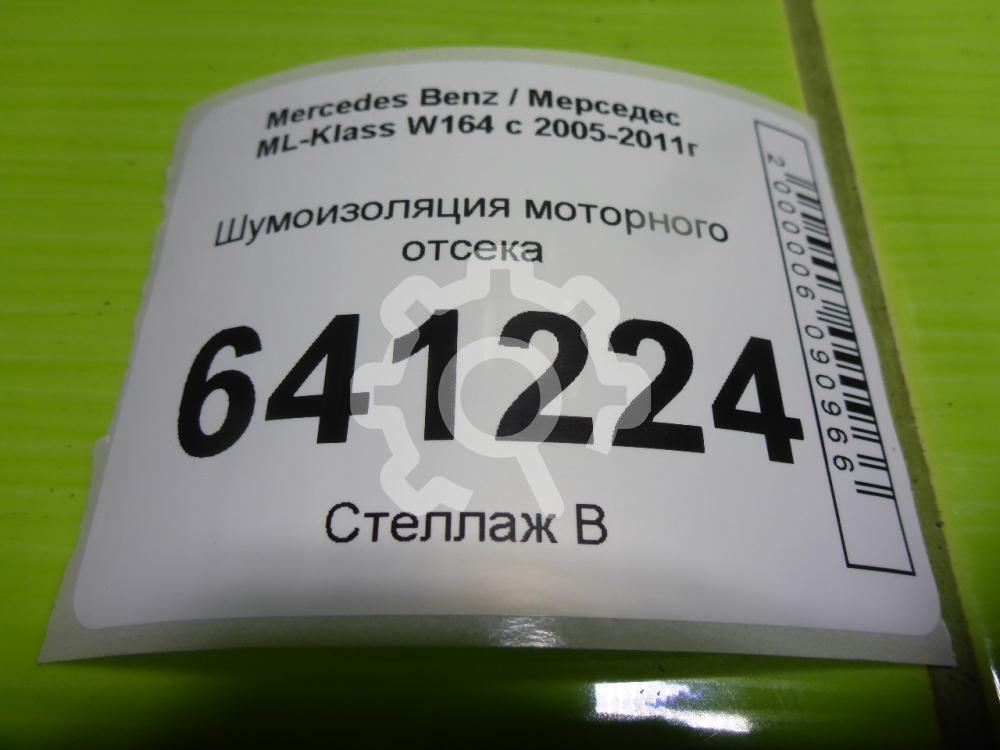 Mercedes Benz / Мерседес
ML-Klass W164 с 2005-2011г
Шумоизоляция моторного
отсека
641224
Стеллаж В
2000006090966